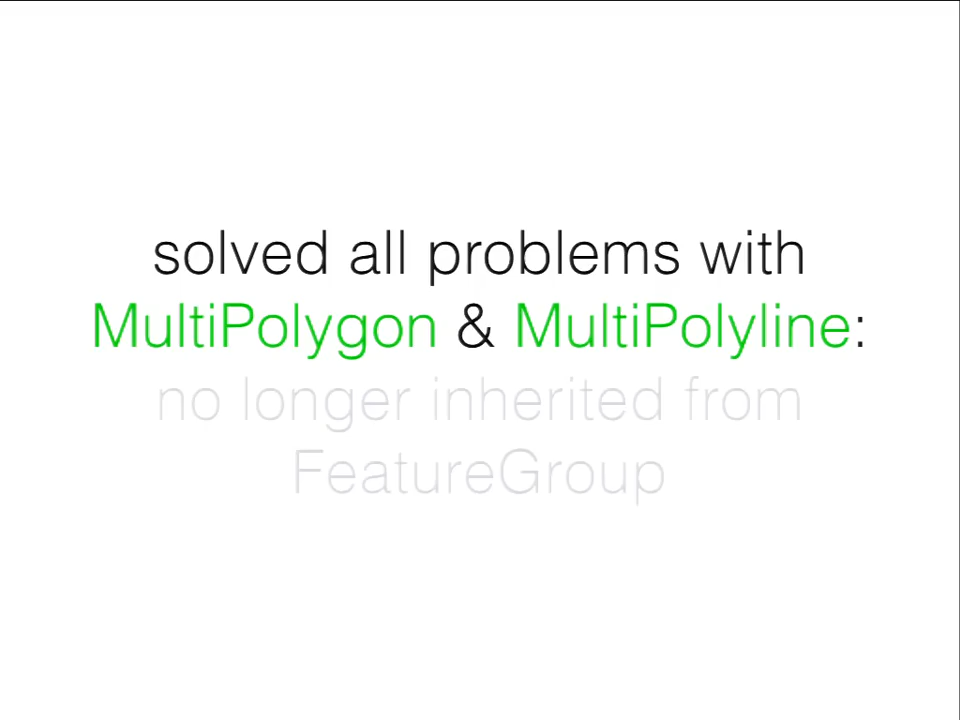 solved all problems with
MultiPolygon & MultiPolyline:
no longer inherited from
FeatureGroup